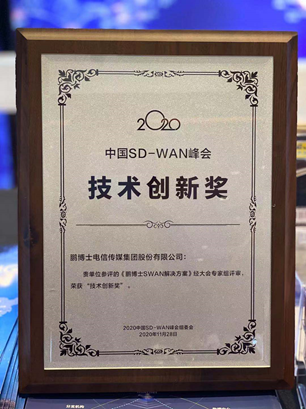 2020
中国SD-WAN峰会
技术创新奖
鹏博士电信传媒集团股份有限公司：
贵单位参评的《鹏博士SWAN解决方案》经大会专家组评审，
荣获“技术创新奖”。
2020中国SD-WAN峰会组委会
2020年11月28日